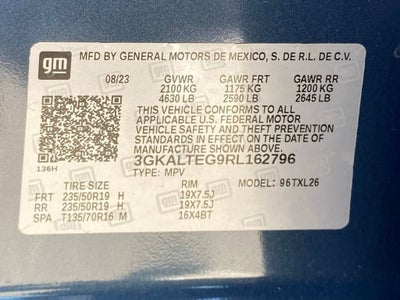 gm
MFD BY GENERAL MOTORS DE MEXICO, S. DE R.L. DE C.V.
08/23 GVWR GAWR FRT GAWR RR
2100 KG 1175 KG 1200 KG
4630 LB 2590 LB 2645 LB
THIS VEHICLE CONFORMS TO ALL
APPLICABLE U.S. FEDERAL MOTOR
VEHICLE SAFETY AND THEFT PREVENTION
STANDARDS IN EFFECT ON THE DATE OF
MANUFACTURE SHOWN ABOVE.
136H 3GKALTEG9RL162796
TYPE: MPV MODEL: 96TXL26
TIRE SIZE RIM
FRT 235/50R19 H 19X7.5J
RR 235/50R19 H 19X7.5J
SPA T135/70R16 M 16X4BT